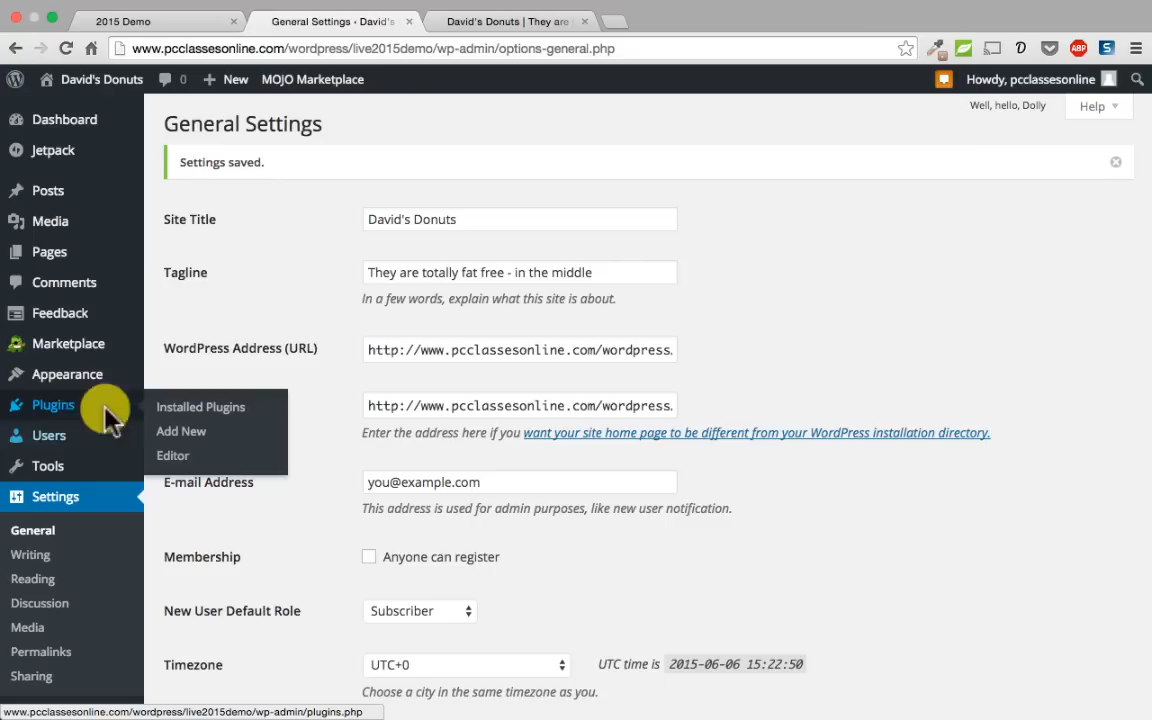 2015 Demo
General Settings ‹ David's
David's Donuts | They are
www.pcclassesonline.com/wordpress/live2015demo/wp-admin/options-general.php
ABP
David's Donuts 0 New MOJO Marketplace Howdy, pcclassesonline
Well, hello, Dolly Help
Dashboard
Jetpack
Posts
Media
Pages
Comments
Feedback
Marketplace
Appearance
Plugins
Users
Tools
Settings
General
Writing
Reading
Discussion
Media
Permalinks
Sharing
Installed Plugins
Add New
Editor
General Settings
Settings saved.
Site Title David's Donuts
Tagline They are totally fat free - in the middle
In a few words, explain what this site is about.
WordPress Address (URL) http://www.pcclassesonline.com/wordpress.
http://www.pcclassesonline.com/wordpress.
Enter the address here if you want your site home page to be different from your WordPress installation directory.
E-mail Address you@example.com
This address is used for admin purposes, like new user notification.
Membership Anyone can register
New User Default Role Subscriber
Timezone UTC+0 UTC time is 2015-06-06 15:22:50
Choose a city in the same timezone as you.
www.pcclassesonline.com/wordpress/live2015demo/wp-admin/plugins.php